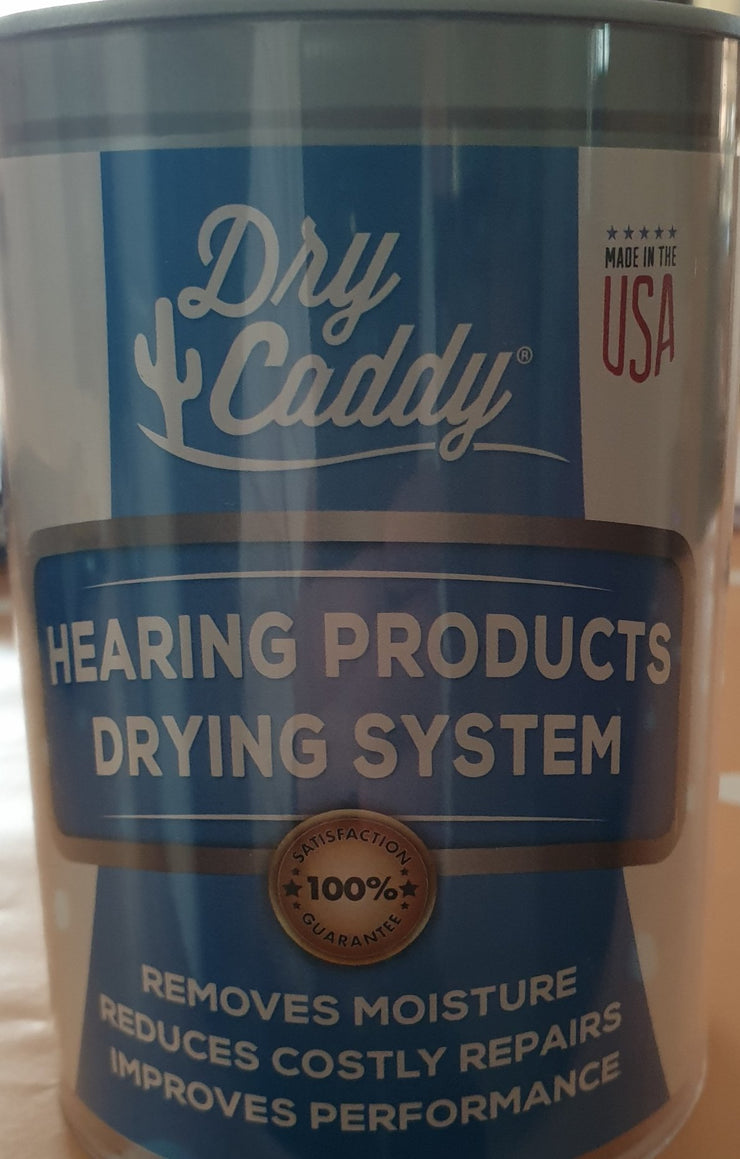 Dry
Caddy®
MADE IN THE
USA
HEARING PRODUCTS
DRYING SYSTEM
SATISFACTION
100%
GUARANTEE
REMOVES MOISTURE
REDUCES COSTLY REPAIRS
IMPROVES PERFORMANCE